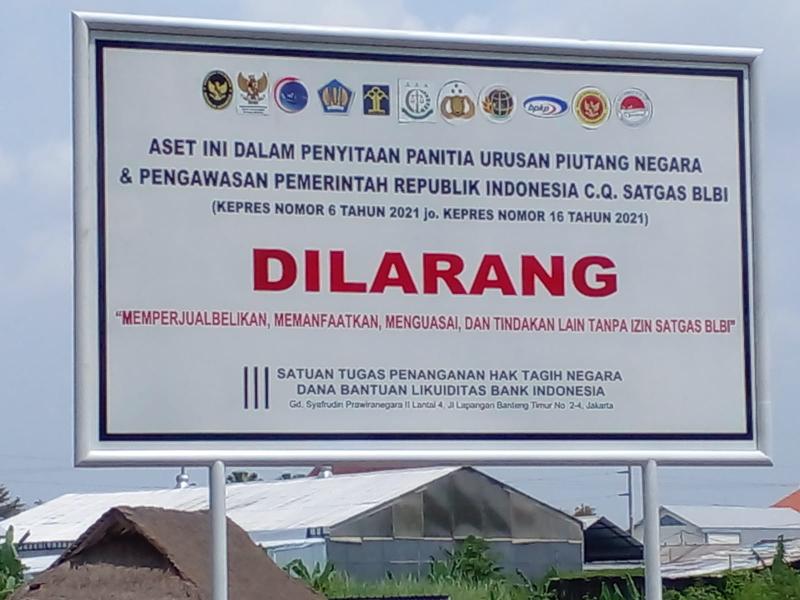 bpkp
ASET INI DALAM PENYITAAN PANITIA URUSAN PIUTANG NEGARA
& PENGAWASAN PEMERINTAH REPUBLIK INDONESIA C.Q. SATGAS BLBI
(KEPRES NOMOR 6 TAHUN 2021 jo. KEPRES NOMOR 16 TAHUN 2021)
DILARANG
“MEMPERJUALBELIKAN, MEMANFAATKAN, MENGUASAI, DAN TINDAKAN LAIN TANPA IZIN SATGAS BLBI”
SATUAN TUGAS PENANGANAN HAK TAGIH NEGARA
DANA BANTUAN LIKUIDITAS BANK INDONESIA
Gd. Syafrudin Prawiranegara II Lantai 4, Jl Lapangan Banteng Timur No. 2-4, Jakarta